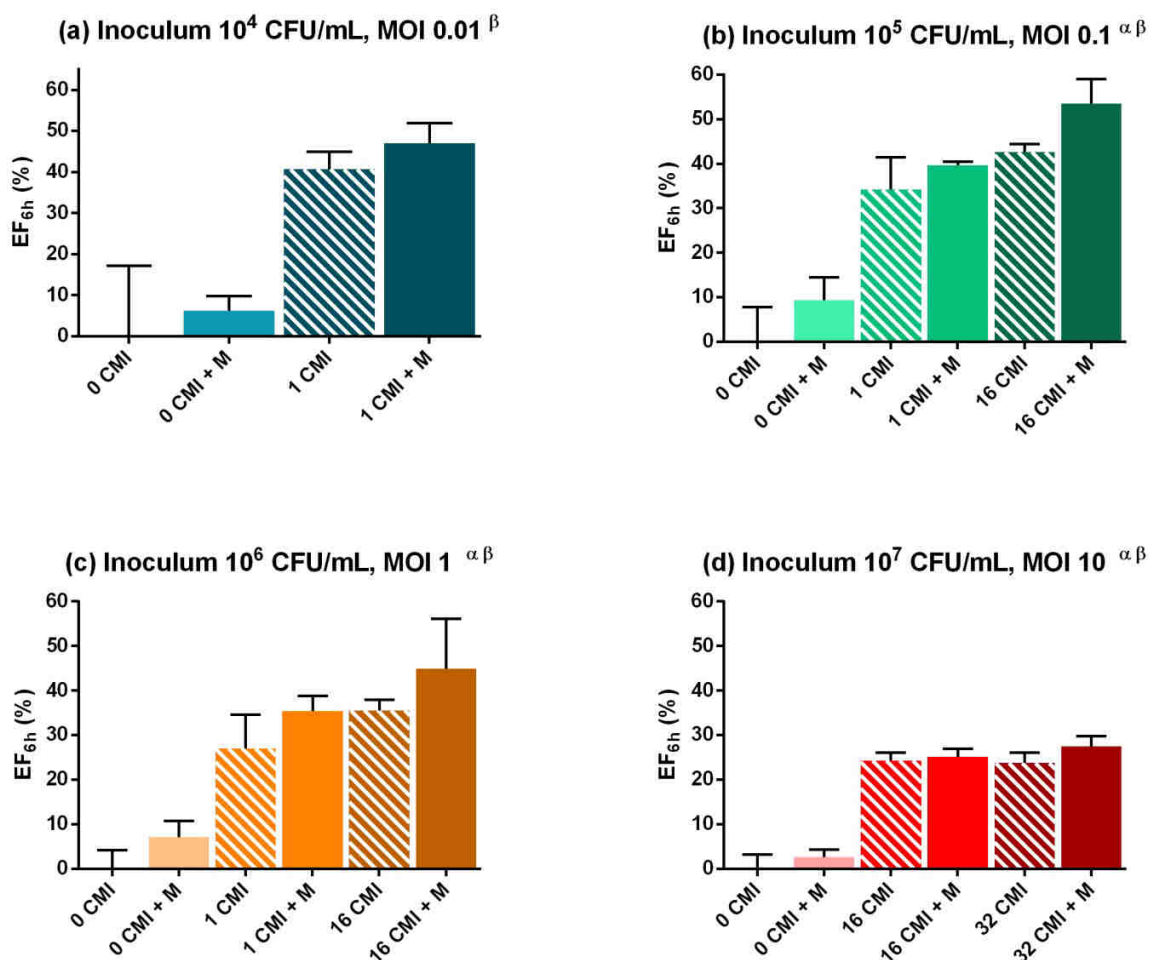 (a) Inoculum 10⁴ CFU/mL, MOI 0.01 β
EF6h (%)
60
50
40
30
20
10
0
0 CMI
0 CMI + M
1 CMI
1 CMI + M
(b) Inoculum 10⁵ CFU/mL, MOI 0.1 α β
EF6h (%)
60
50
40
30
20
10
0
0 CMI
0 CMI + M
1 CMI
1 CMI + M
16 CMI
16 CMI + M
(c) Inoculum 10⁶ CFU/mL, MOI 1 α β
EF6h (%)
60
50
40
30
20
10
0
0 CMI
0 CMI + M
1 CMI
1 CMI + M
16 CMI
16 CMI + M
(d) Inoculum 10⁷ CFU/mL, MOI 10 α β
EF6h (%)
60
50
40
30
20
10
0
0 CMI
0 CMI + M
16 CMI
16 CMI + M
32 CMI
32 CMI + M